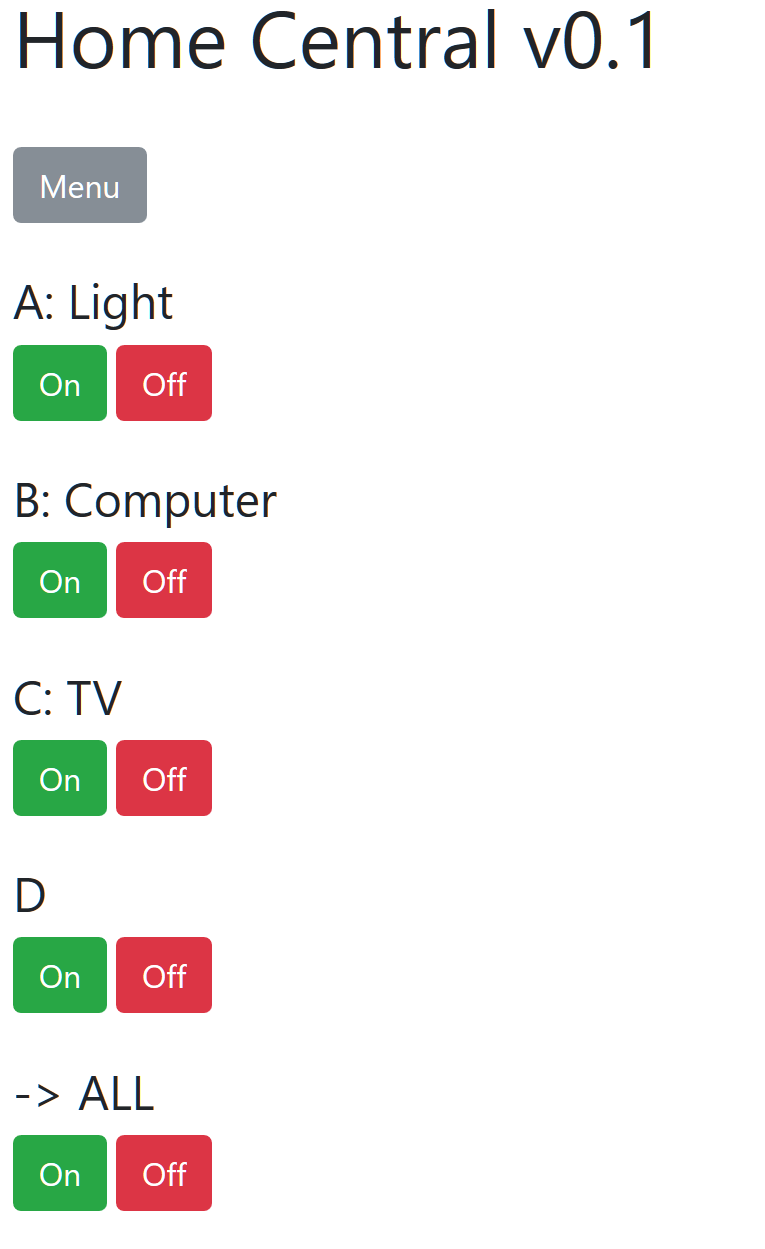 Home Central v0.1
Menu
A: Light
On Off
B: Computer
On Off
C: TV
On Off
D
On Off
-> ALL
On Off